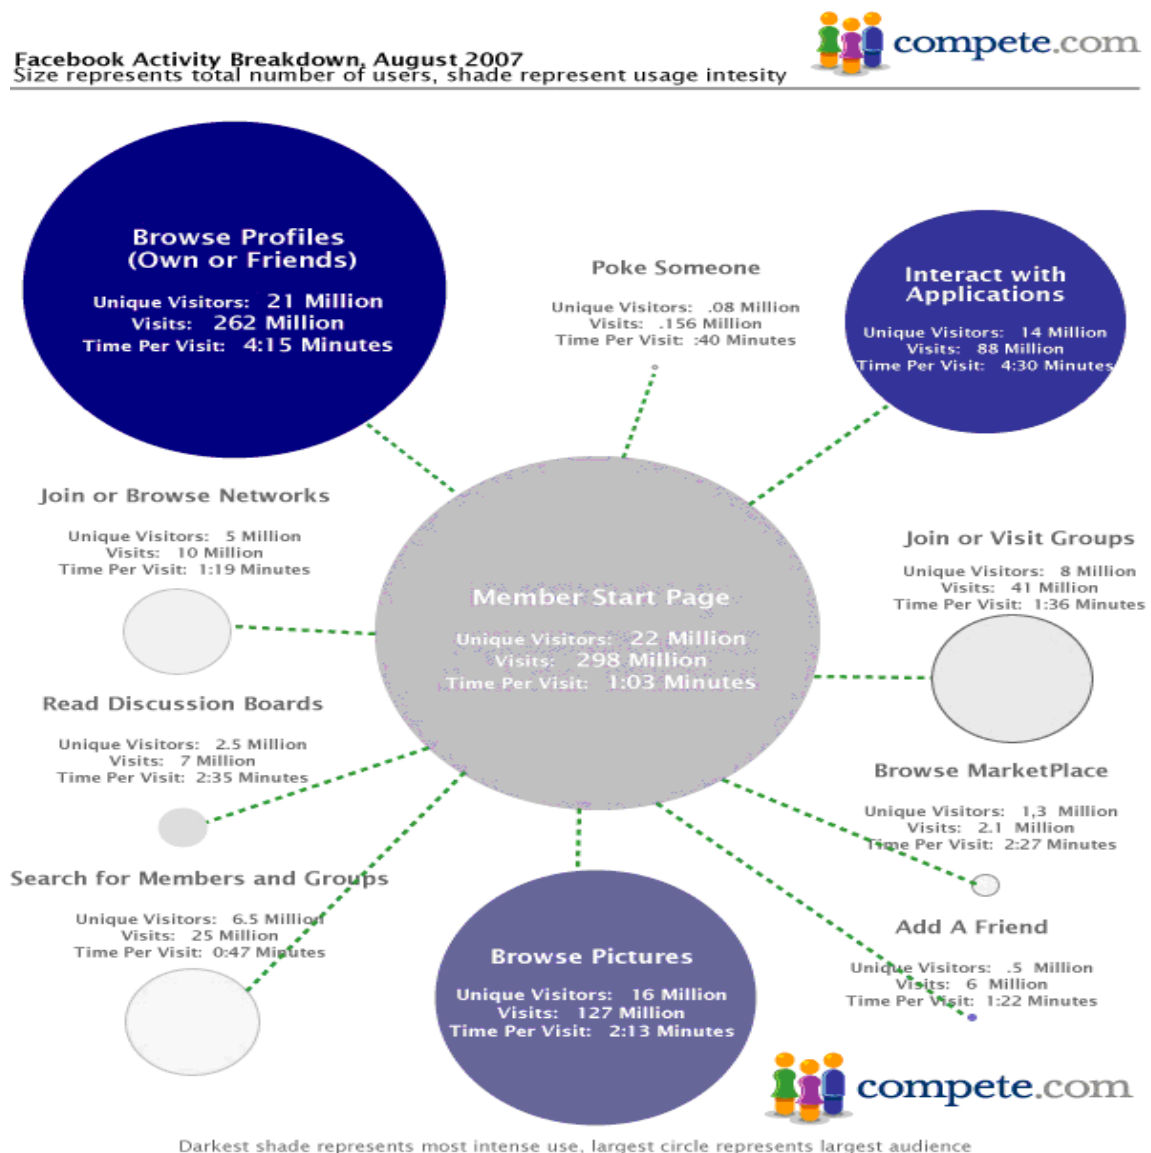 compete.com
Facebook Activity Breakdown, August 2007
Size represents total number of users, shade represent usage intesity
Browse Profiles
(Own or Friends)
Unique Visitors: 21 Million
Visits: 262 Million
Time Per Visit: 4:15 Minutes
Poke Someone
Unique Visitors: .08 Million
Visits: .156 Million
Time Per Visit: :40 Minutes
Interact with
Applications
Unique Visitors: 14 Million
Visits: 88 Million
Time Per Visit: 4:30 Minutes
Join or Browse Networks
Unique Visitors: 5 Million
Visits: 10 Million
Time Per Visit: 1:19 Minutes
Join or Visit Groups
Unique Visitors: 8 Million
Visits: 41 Million
Time Per Visit: 1:36 Minutes
Member Start Page
Unique Visitors: 22 Million
Visits: 298 Million
Time Per Visit: 1:03 Minutes
Read Discussion Boards
Unique Visitors: 2.5 Million
Visits: 7 Million
Time Per Visit: 2:35 Minutes
Browse MarketPlace
Unique Visitors: 1,3 Million
Visits: 2.1 Million
Time Per Visit: 2:27 Minutes
Search for Members and Groups
Unique Visitors: 6.5 Million
Visits: 25 Million
Time Per Visit: 0:47 Minutes
Browse Pictures
Unique Visitors: 16 Million
Visits: 127 Million
Time Per Visit: 2:13 Minutes
Add A Friend
Unique Visitors: .5 Million
Visits: 6 Million
Time Per Visit: 1:22 Minutes
compete.com
Darkest shade represents most intense use, largest circle represents largest audience